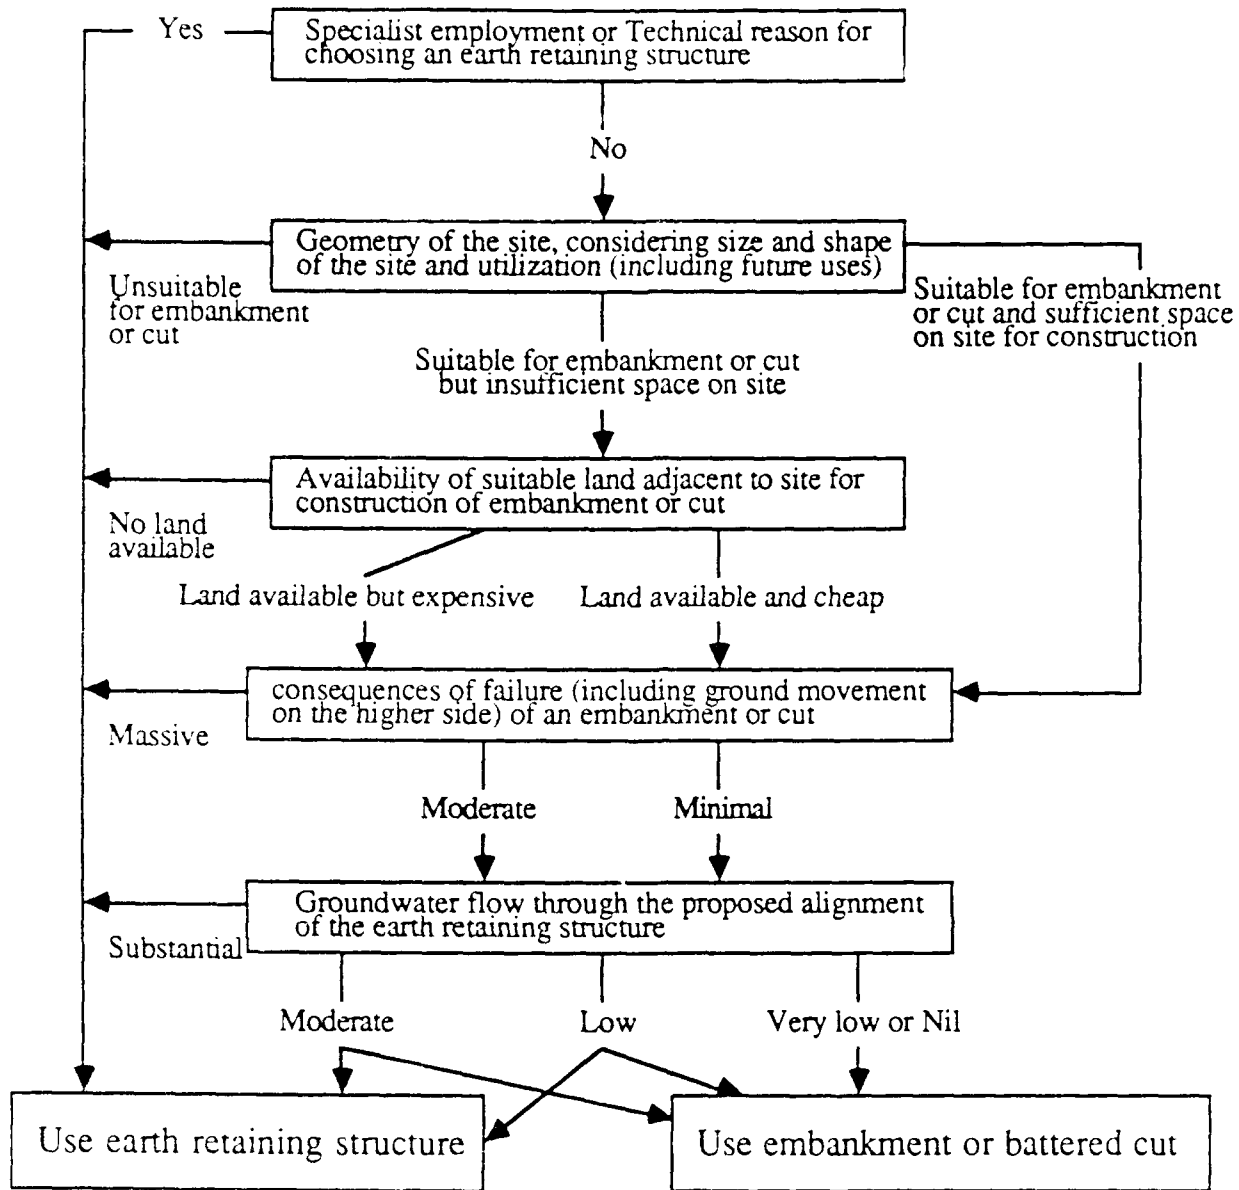 Yes
Specialist employment or Technical reason for
choosing an earth retaining structure
No
Geometry of the site, considering size and shape
of the site and utilization (including future uses)
Unsuitable
for embankment
or cut
Suitable for embankment
or cut and sufficient space
on site for construction
Suitable for embankment or cut
but insufficient space on site
Availability of suitable land adjacent to site for
construction of embankment or cut
No land
available
Land available but expensive
Land available and cheap
consequences of failure (including ground movement
on the higher side) of an embankment or cut
Massive
Moderate
Minimal
Groundwater flow through the proposed alignment
of the earth retaining structure
Substantial
Moderate
Low
Very low or Nil
Use earth retaining structure
Use embankment or battered cut